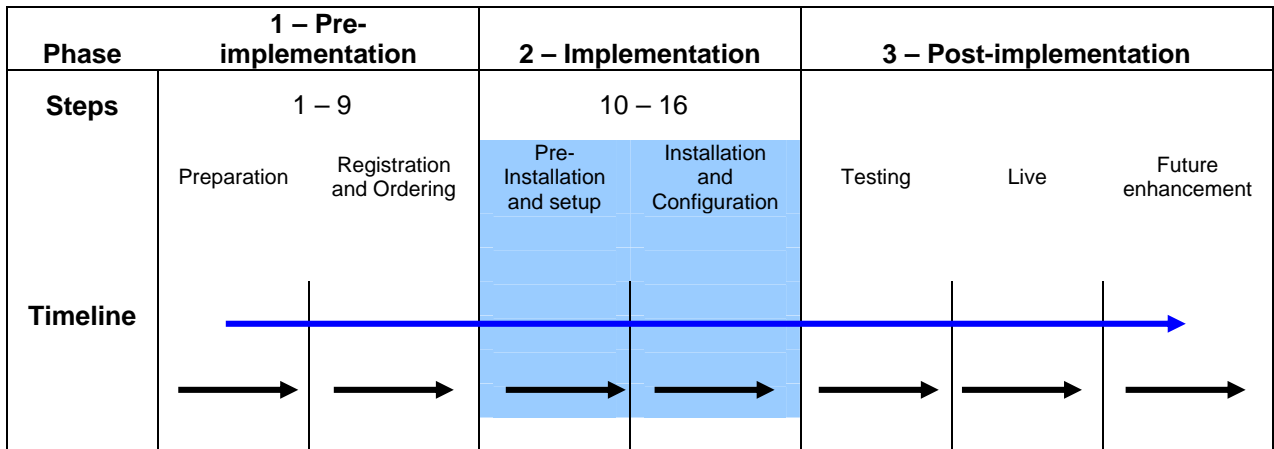 Phase
1 – Pre-
implementation
2 – Implementation
3 – Post-implementation
Steps
1 – 9
10 – 16
Preparation
Registration
and Ordering
Pre-
Installation
and setup
Installation
and
Configuration
Testing
Live
Future
enhancement
Timeline